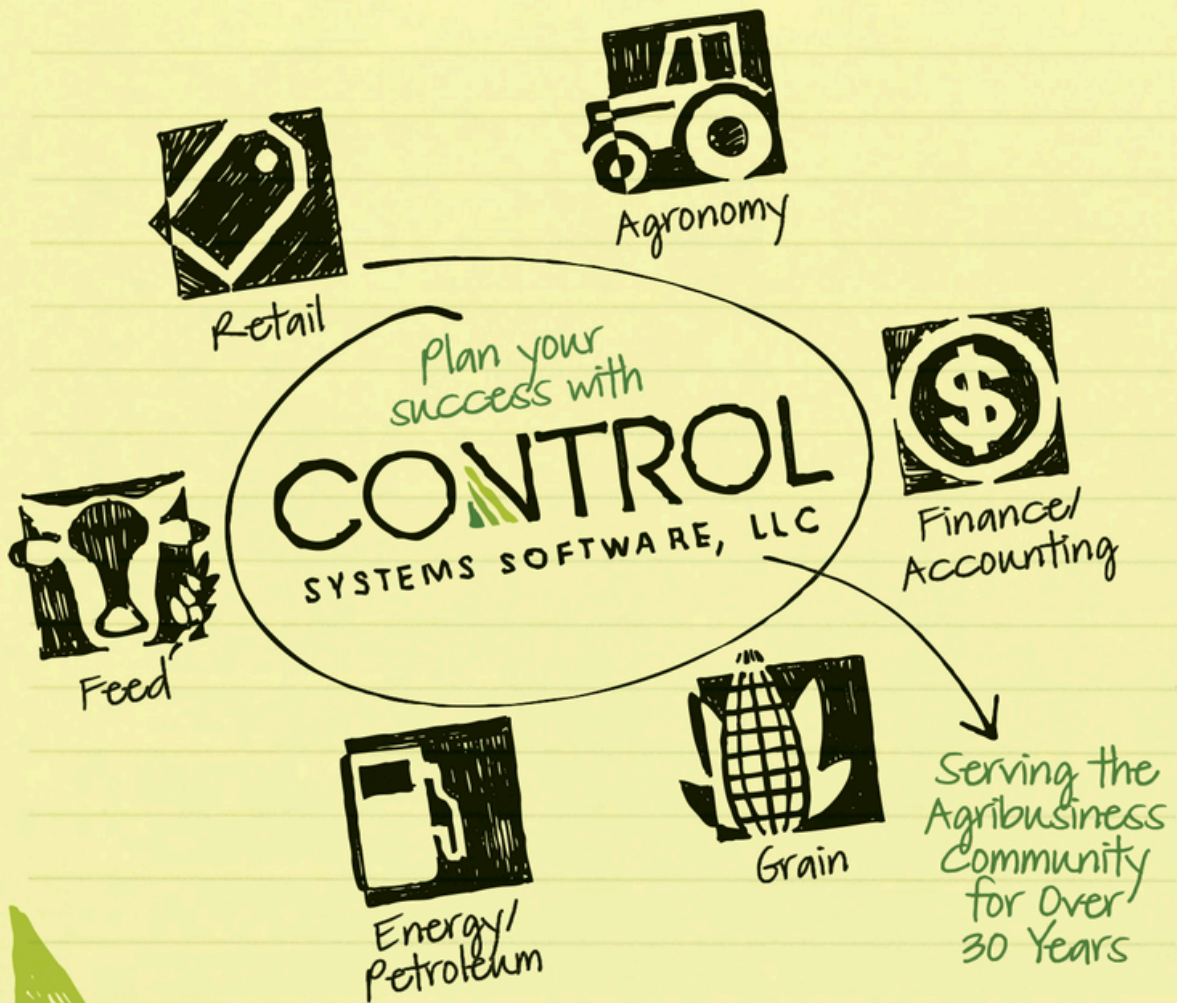 Agronomy
Retail
Plan your
success with
CONTROL
SYSTEMS SOFTWARE, LLC
Finance/
Accounting
Feed
Grain
Energy/
Petroleum
Serving the
Agribusiness
Community
for Over
30 Years